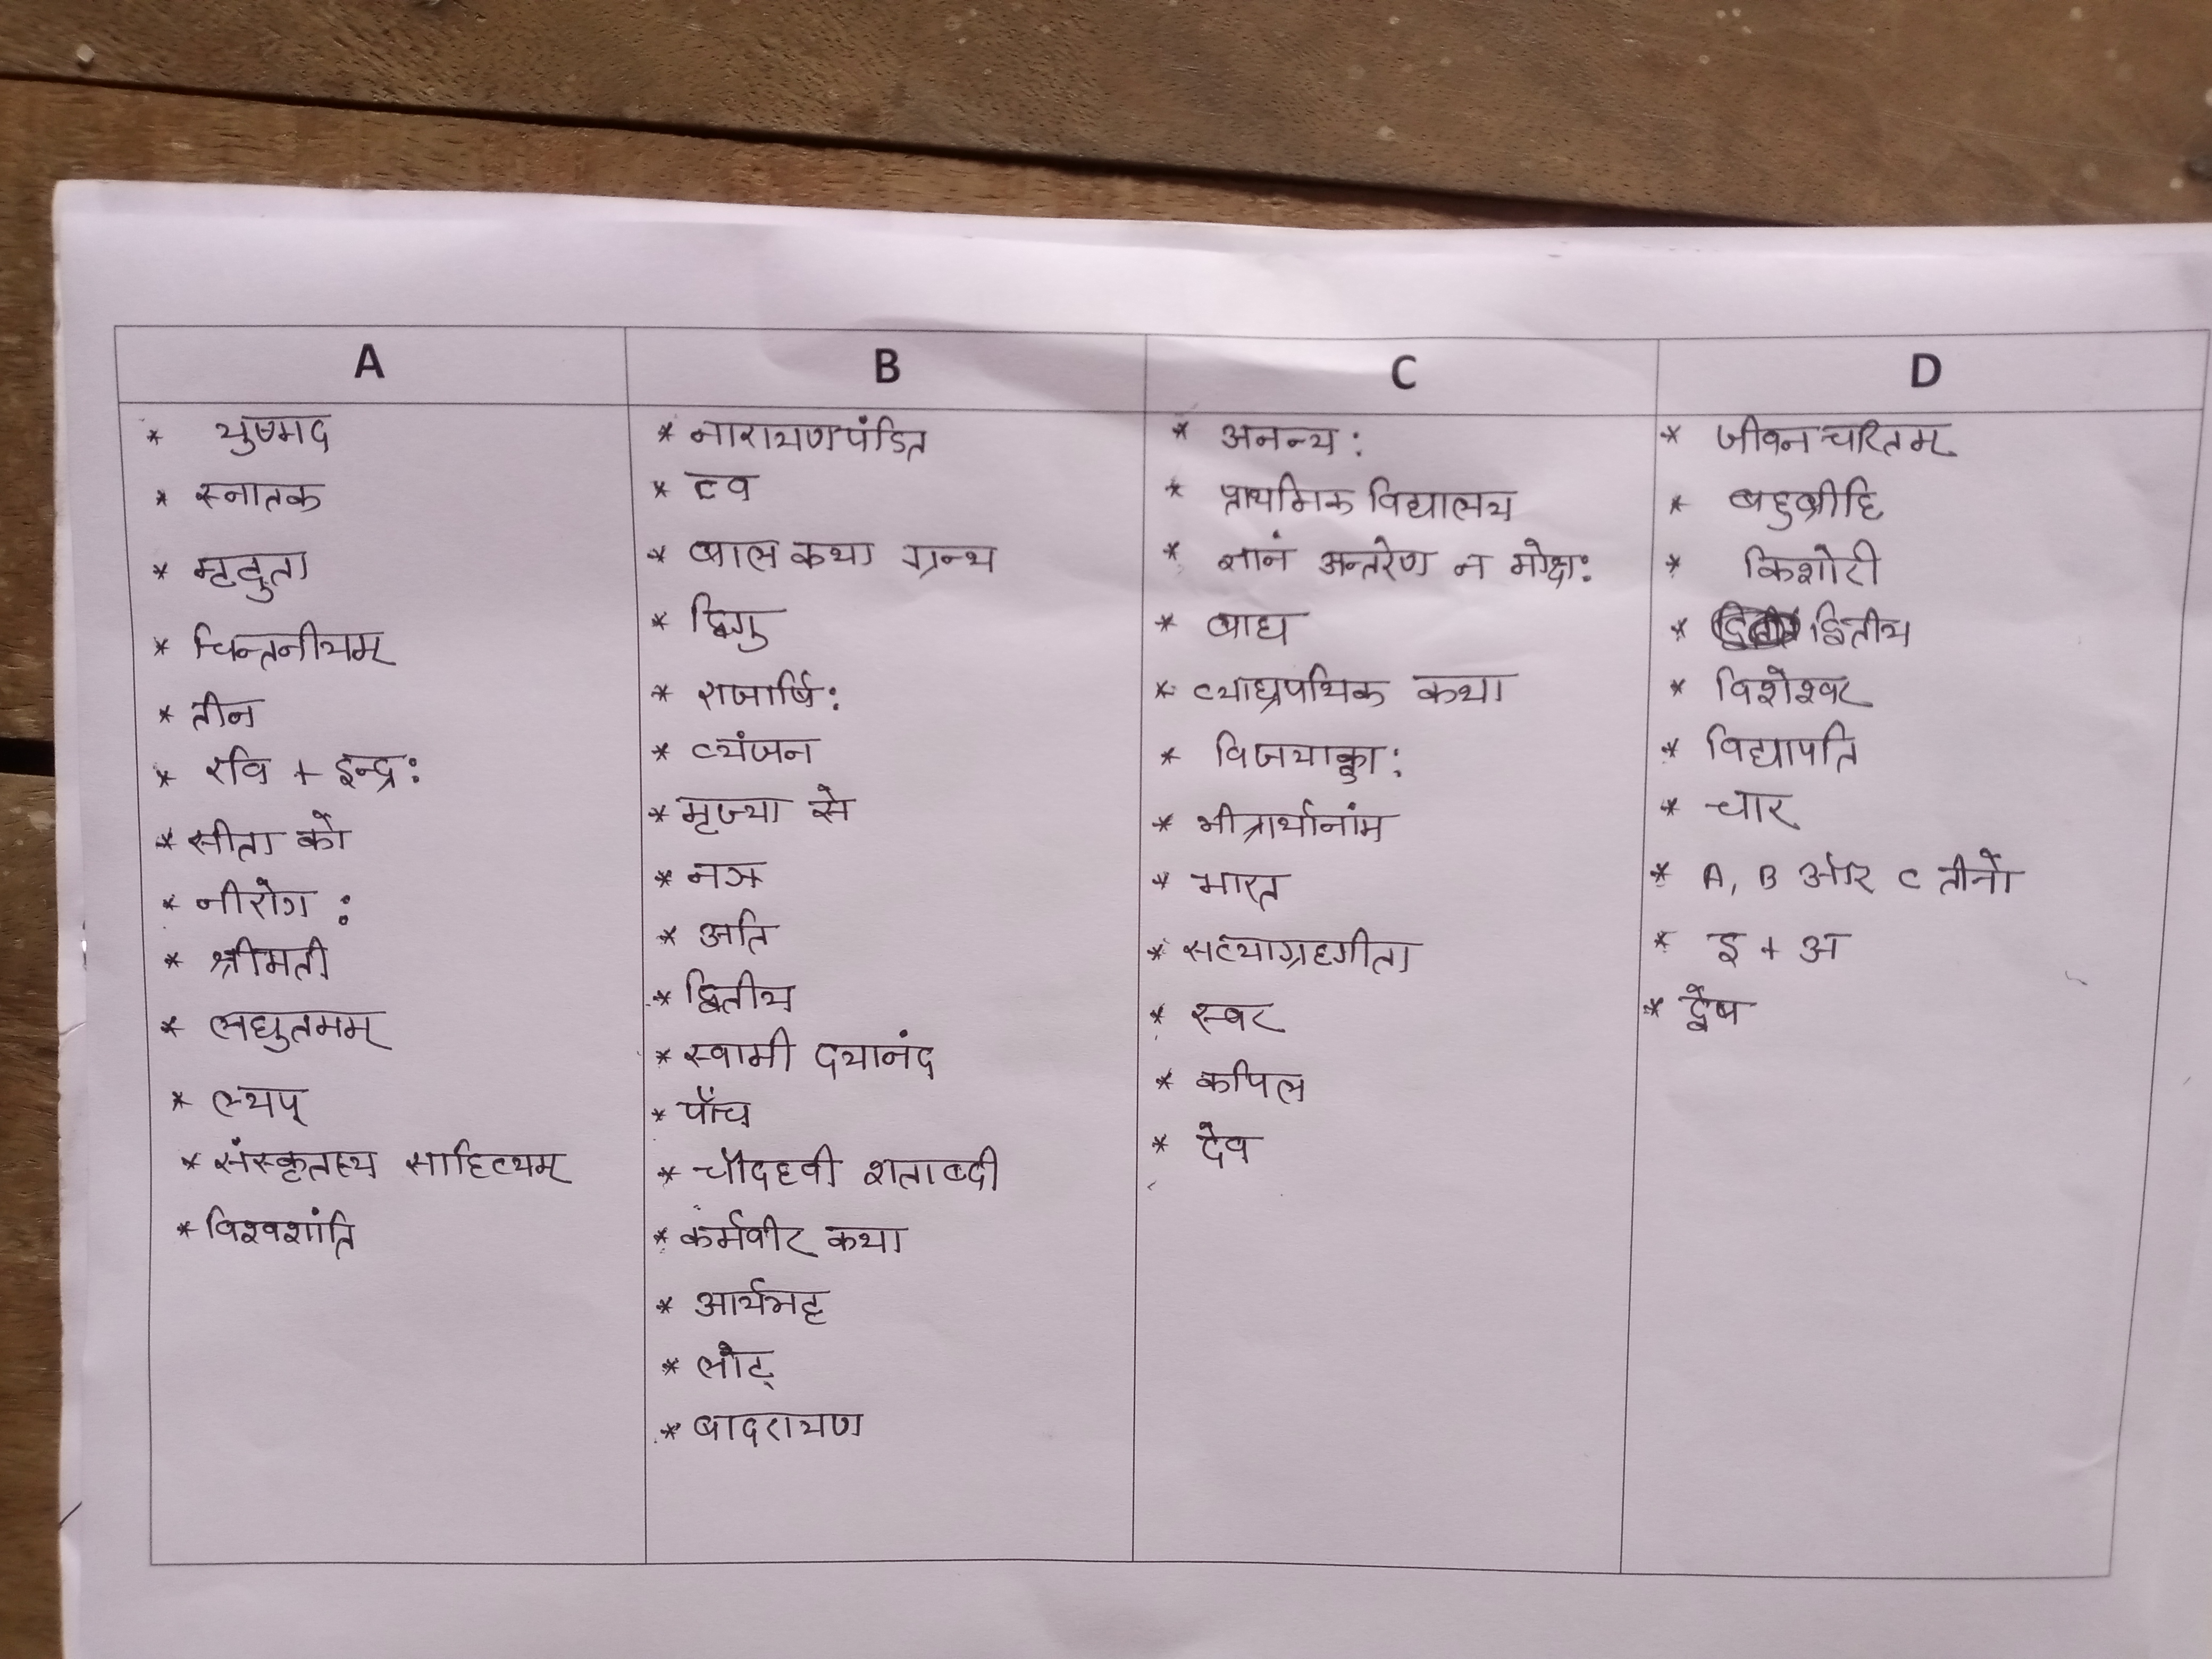 A
* युष्मद
* स्नातक
* मृदुता
* चिन्तनीयम्
* तीन
* रवि + इन्द्र:
* सीता को
* नीरोग :
* श्रीमती
* लघुतमम्
* ल्यप्
* संस्कृतस्य साहित्यम्
* विश्वशांति
B
* नारायणपंडित
* त्व
* बाल कथा ग्रन्थ
* द्विगु
* राजार्षि:
* व्यंजन
* मृज्या से
* नञ
* अति
* द्वितीय
* स्वामी दयानंद
* पाँच
* चौदहवी शताब्दी
* कर्मवीर कथा
* आर्यभट्ट
* लोट्
* बादरायण
C
* अनन्य :
* प्राथमिक विद्यालय
* ज्ञानं अन्तरेण न मोक्ष:
* बाघ
* व्याघ्रपथिक कथा
* विजयाङ्का:
* भीत्रार्थानांम
* भारत
* सत्याग्रहगीता
* स्वर
* कपिल
* देव
D
* जीवन चरितम्
* बहुब्रीहि
* किशोरी
* द्वितीय
* विशेश्वर
* विद्यापति
* चार
* A, B और C तीनों
* इ + अ
* द्वेष